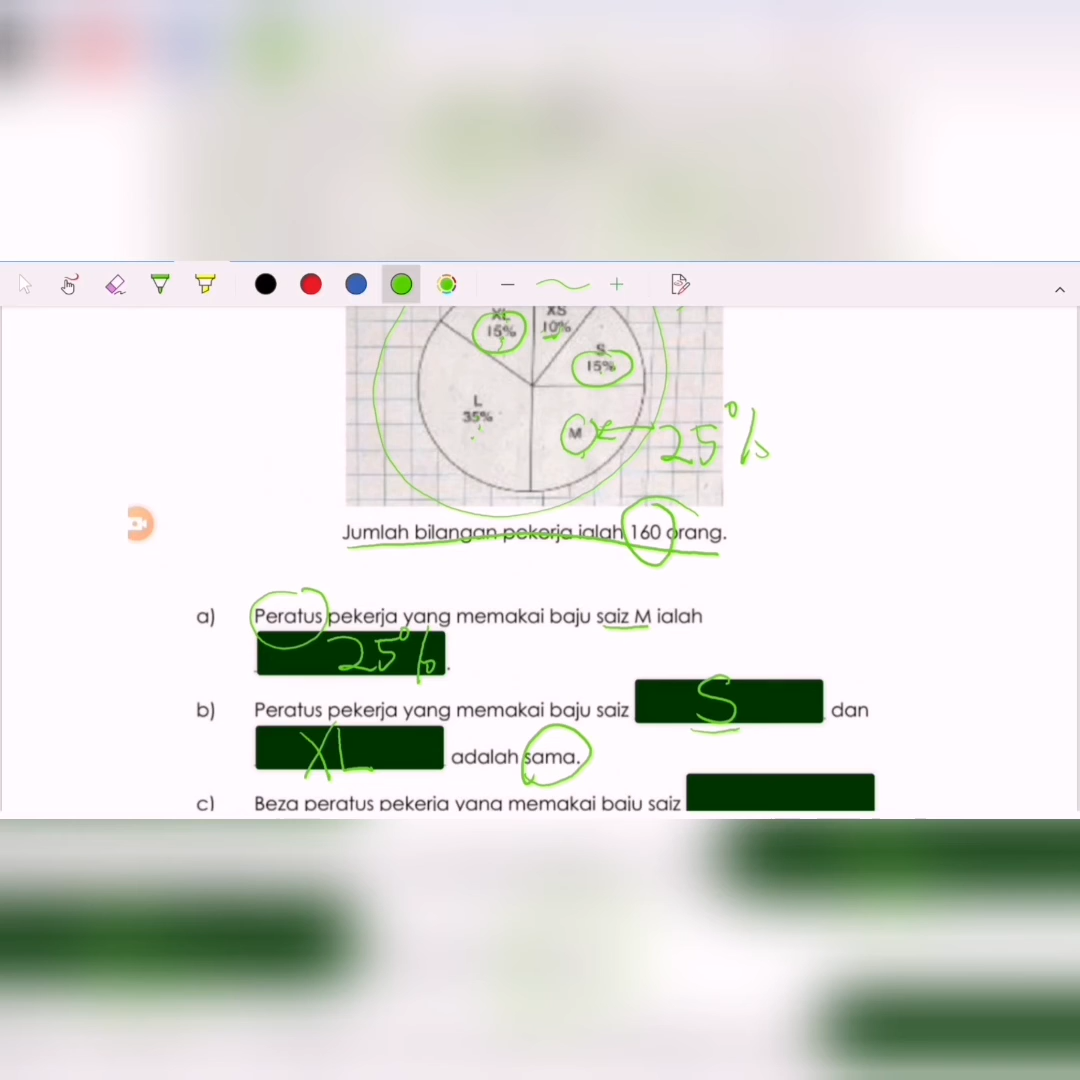 XL
15%
XS
10%
S
15%
L
35%
M
25%
Jumlah bilangan pekerja ialah 160 orang.
a) Peratus pekerja yang memakai baju saiz M ialah
25% .
b) Peratus pekerja yang memakai baju saiz S dan
XL adalah sama.
c) Beza peratus pekerja yang memakai baju saiz